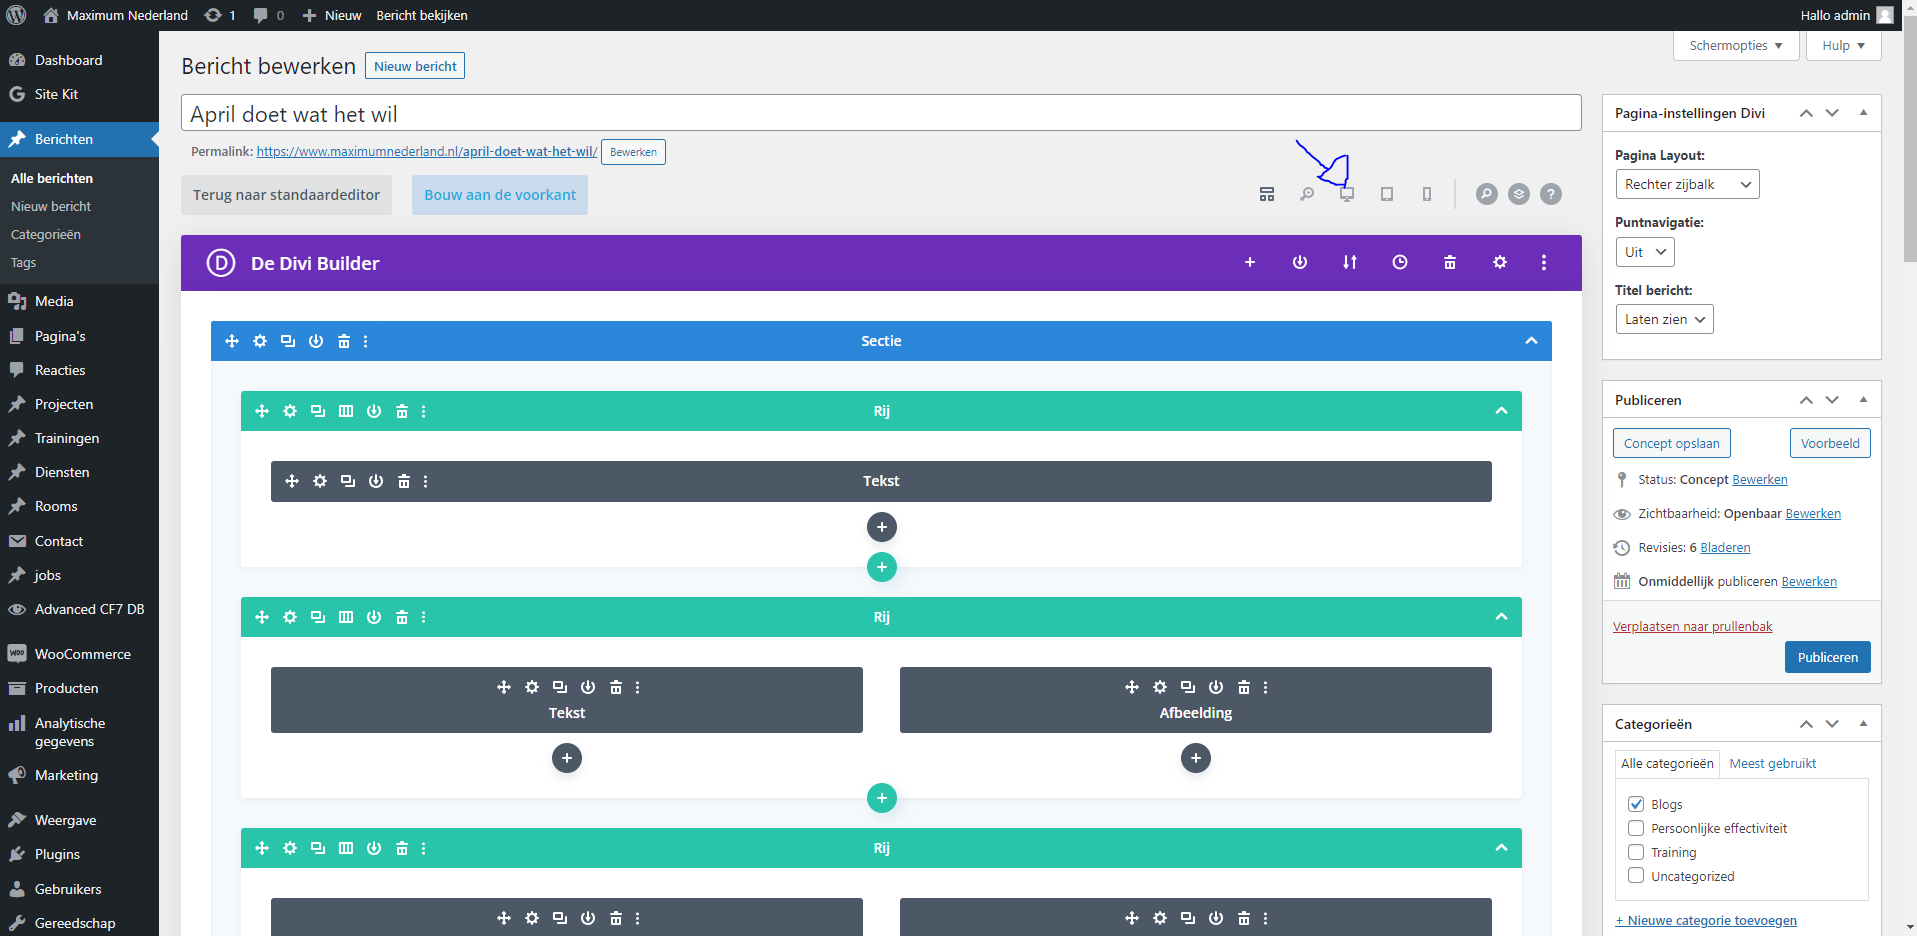 Maximum Nederland 1 0 Nieuw Bericht bekijken Hallo admin
Dashboard
Site Kit
Berichten
Alle berichten
Nieuw bericht
Categorieën
Tags
Media
Pagina's
Reacties
Projecten
Trainingen
Diensten
Rooms
Contact
jobs
Advanced CF7 DB
WooCommerce
Producten
Analytische
gegevens
Marketing
Weergave
Plugins
Gebruikers
Gereedschap
Schermopties Hulp
Bericht bewerken Nieuw bericht
April doet wat het wil
Permalink: https://www.maximumnederland.nl/april-doet-wat-het-wil/ Bewerken
Terug naar standaardeditor Bouw aan de voorkant
De Divi Builder
Sectie
Rij
Tekst
Rij
Tekst Afbeelding
Rij
Pagina-instellingen Divi
Pagina Layout:
Rechter zijbalk
Puntnavigatie:
Uit
Titel bericht:
Laten zien
Publiceren
Concept opslaan Voorbeeld
Status: Concept Bewerken
Zichtbaarheid: Openbaar Bewerken
Revisies: 6 Bladeren
Onmiddellijk publiceren Bewerken
Verplaatsen naar prullenbak
Publiceren
Categorieën
Alle categorieën Meest gebruikt
Blogs
Persoonlijke effectiviteit
Training
Uncategorized
+ Nieuwe categorie toevoegen